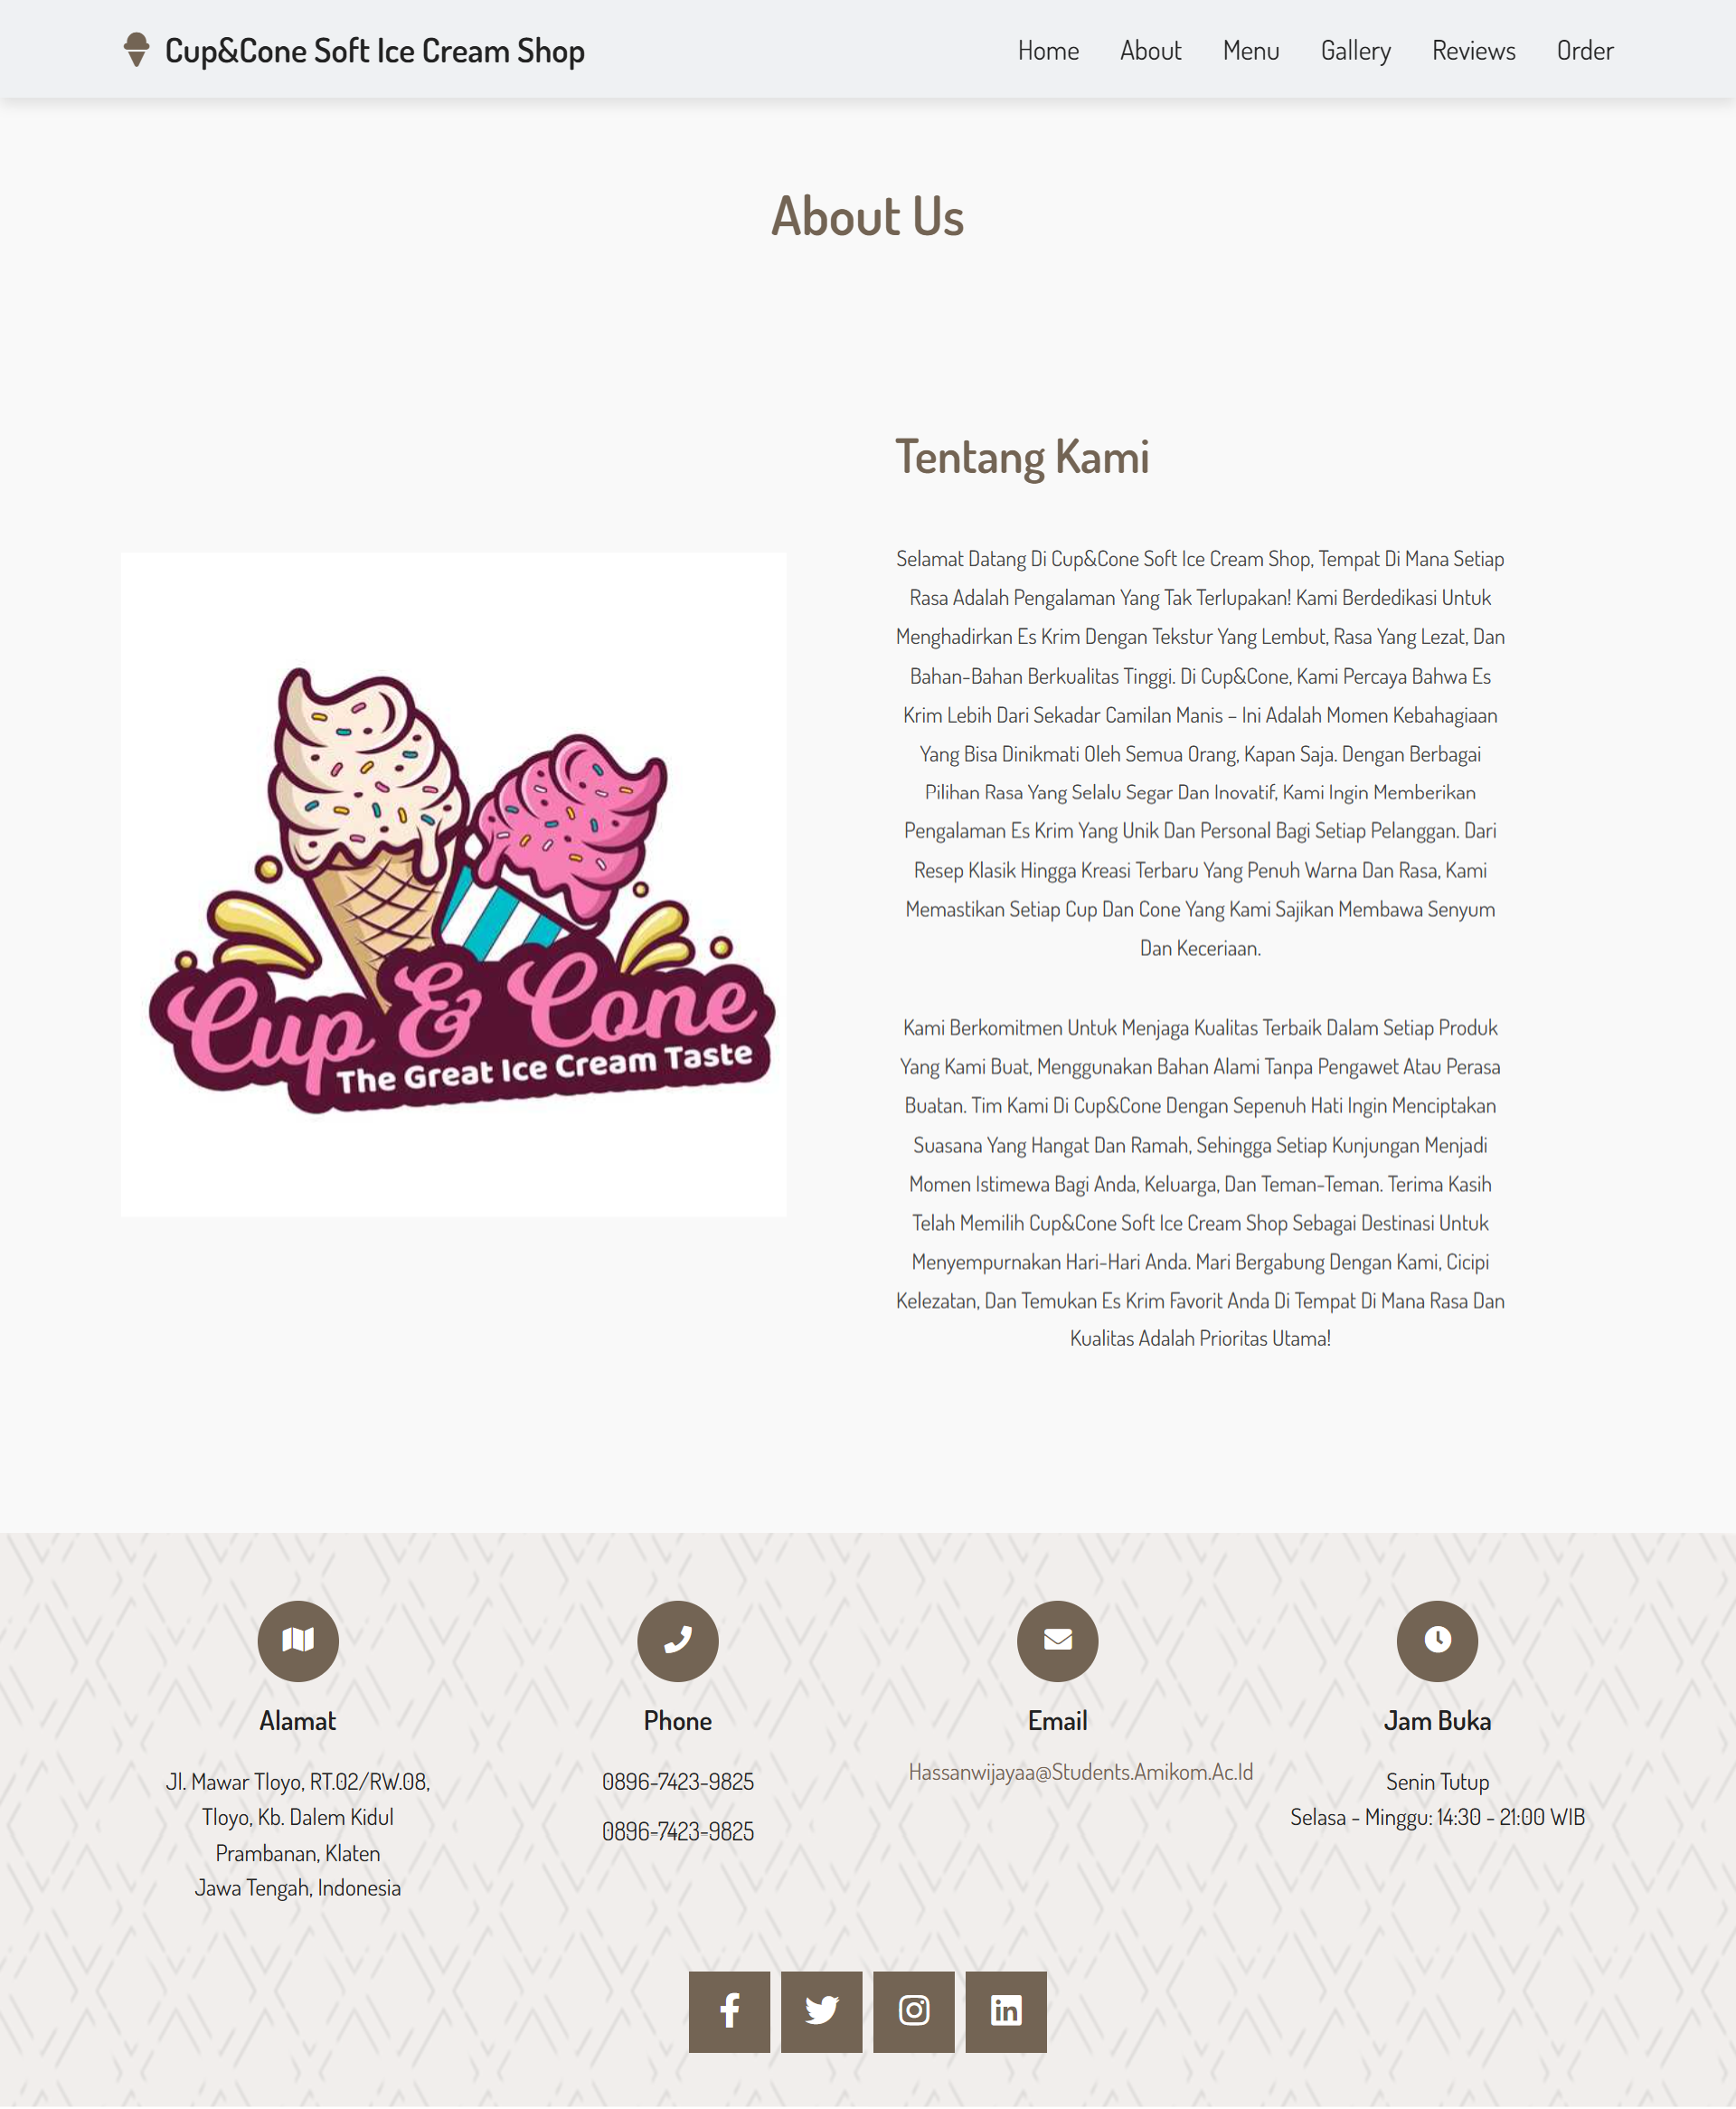 Cup&Cone Soft Ice Cream Shop
Home
About
Menu
Gallery
Reviews
Order
About Us
Cup & Cone
The Great Ice Cream Taste
Tentang Kami
Selamat Datang Di Cup&Cone Soft Ice Cream Shop, Tempat Di Mana Setiap
Rasa Adalah Pengalaman Yang Tak Terlupakan! Kami Berdedikasi Untuk
Menghadirkan Es Krim Dengan Tekstur Yang Lembut, Rasa Yang Lezat, Dan
Bahan-Bahan Berkualitas Tinggi. Di Cup&Cone, Kami Percaya Bahwa Es
Krim Lebih Dari Sekadar Camilan Manis – Ini Adalah Momen Kebahagiaan
Yang Bisa Dinikmati Oleh Semua Orang, Kapan Saja. Dengan Berbagai
Pilihan Rasa Yang Selalu Segar Dan Inovatif, Kami Ingin Memberikan
Pengalaman Es Krim Yang Unik Dan Personal Bagi Setiap Pelanggan. Dari
Resep Klasik Hingga Kreasi Terbaru Yang Penuh Warna Dan Rasa, Kami
Memastikan Setiap Cup Dan Cone Yang Kami Sajikan Membawa Senyum
Dan Keceriaan.
Kami Berkomitmen Untuk Menjaga Kualitas Terbaik Dalam Setiap Produk
Yang Kami Buat, Menggunakan Bahan Alami Tanpa Pengawet Atau Perasa
Buatan. Tim Kami Di Cup&Cone Dengan Sepenuh Hati Ingin Menciptakan
Suasana Yang Hangat Dan Ramah, Sehingga Setiap Kunjungan Menjadi
Momen Istimewa Bagi Anda, Keluarga, Dan Teman-Teman. Terima Kasih
Telah Memilih Cup&Cone Soft Ice Cream Shop Sebagai Destinasi Untuk
Menyempurnakan Hari-Hari Anda. Mari Bergabung Dengan Kami, Cicipi
Kelezatan, Dan Temukan Es Krim Favorit Anda Di Tempat Di Mana Rasa Dan
Kualitas Adalah Prioritas Utama!
Alamat
Jl. Mawar Tloyo, RT.02/RW.08,
Tloyo, Kb. Dalem Kidul
Prambanan, Klaten
Jawa Tengah, Indonesia
Phone
0896-7423-9825
0896-7423-9825
Email
Hassanwijayaa@Students.Amikom.Ac.Id
Jam Buka
Senin Tutup
Selasa - Minggu: 14:30 - 21:00 WIB